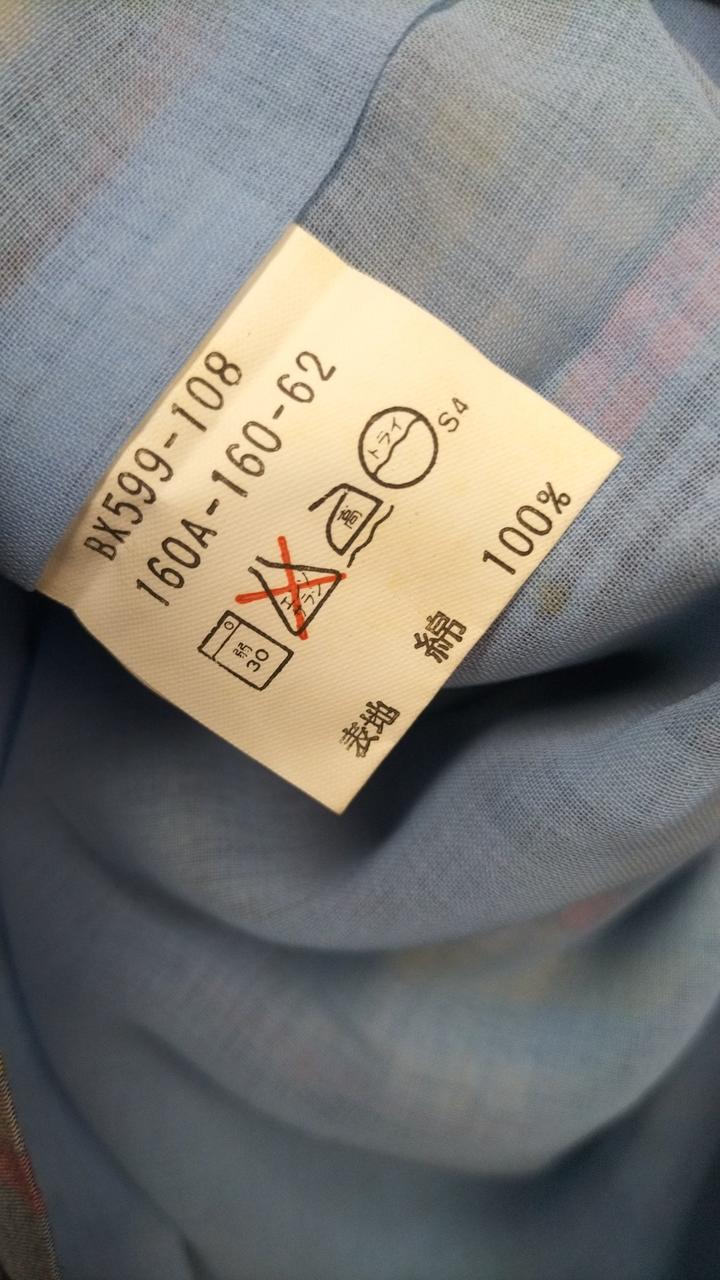 BX599-108
160A-160-62
弱
30
エンソ
サラシ
高
ドライ
S4
表地 綿 100%